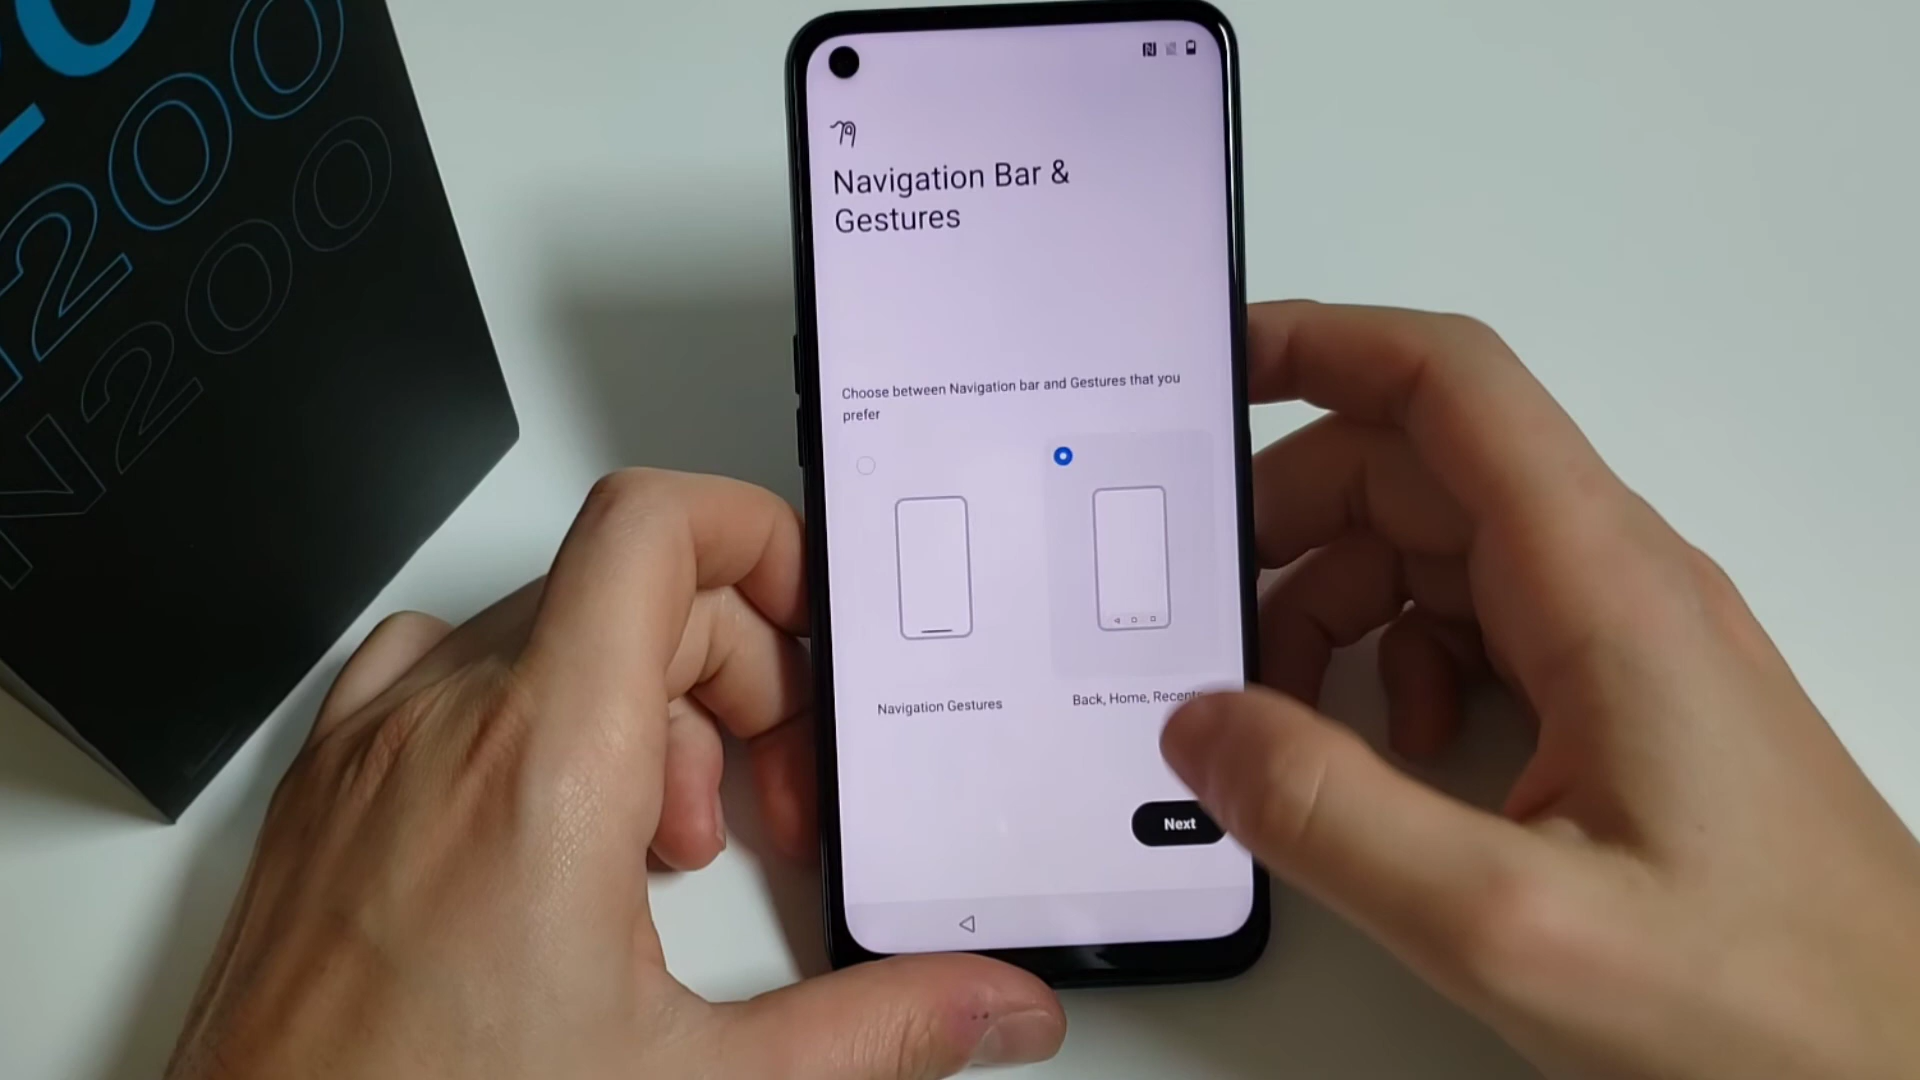 N200
N200
Navigation Bar &
Gestures
Choose between Navigation bar and Gestures that you
prefer
Navigation Gestures
Back, Home, Recents
Next